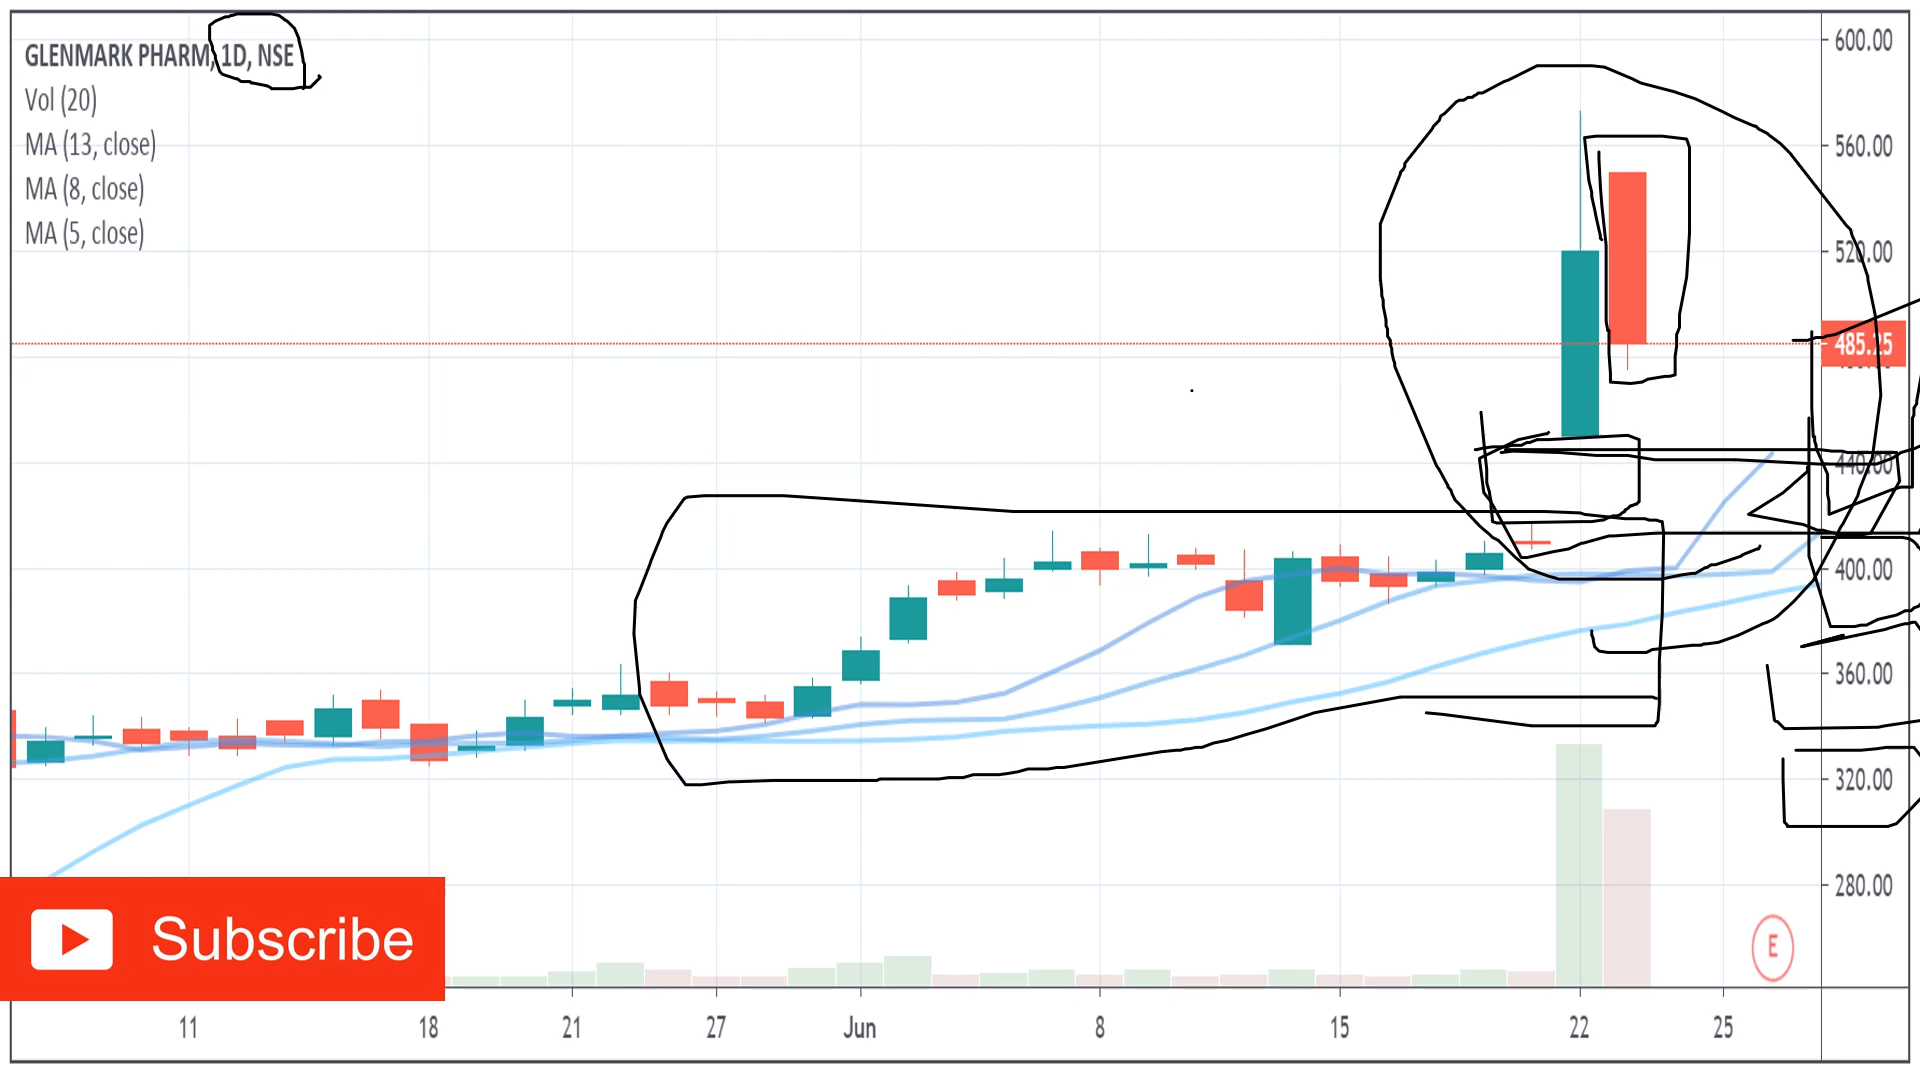 GLENMARK PHARM, 1D, NSE
Vol (20)
MA (13, close)
MA (8, close)
MA (5, close)
600.00
560.00
520.00
485.25
440.00
400.00
360.00
320.00
280.00
E
Subscribe
11 18 21 27 Jun 8 15 22 25